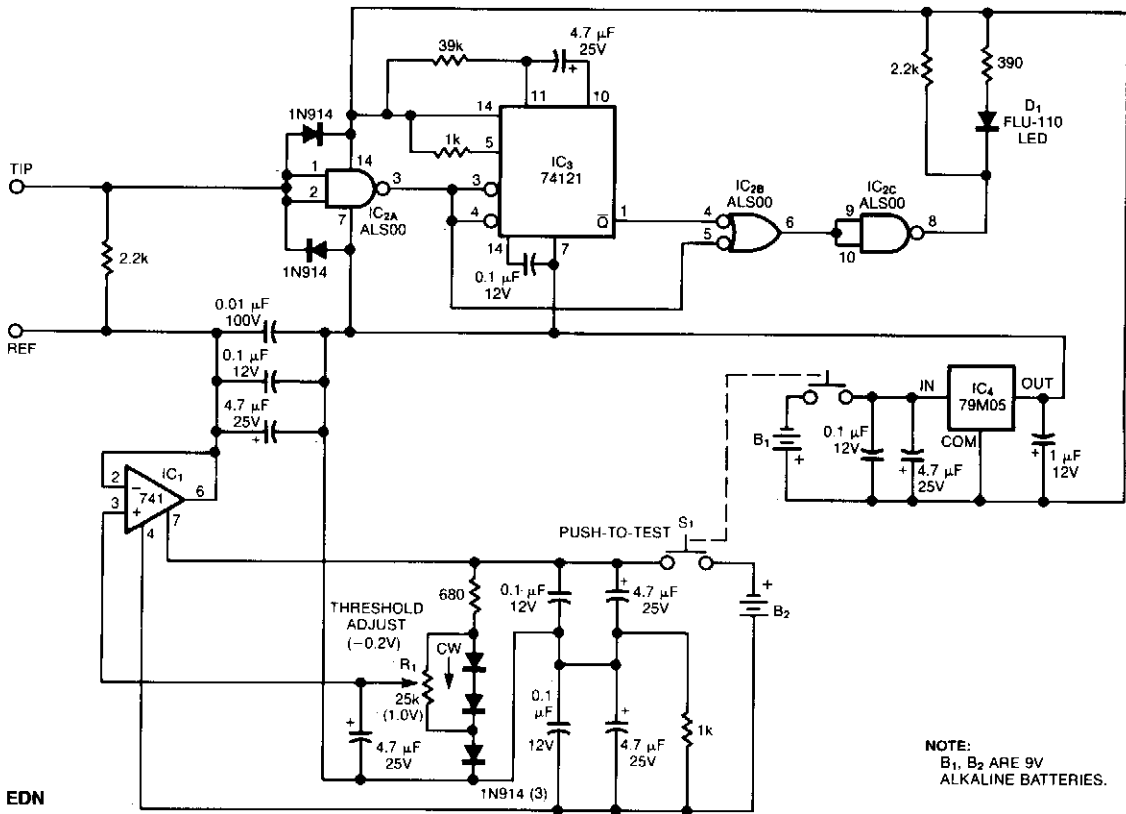 4.7 µF
25V
39k
2.2k
390
11
10
14
1N914
1k
5
D1
FLU-110
LED
IC3
74121
TIP
1
14
3
3
2
IC2A
ALS00
7
4
Q
1
IC2B
ALS00
4
5
6
IC2C
ALS00
9
10
8
14
7
1N914
0.1 µF
12V
2.2k
0.01 µF
100V
REF
0.1 µF
12V
4.7 µF
25V
IN
IC4
79M05
OUT
COM
B1
+
0.1 µF
12V
+
4.7 µF
25V
+
1 µF
12V
+
IC1
2
3
741
−
+
6
7
4
PUSH-TO-TEST
S1
680
0.1 µF
12V
+
4.7 µF
25V
+
B2
THRESHOLD
ADJUST
(−0.2V)
CW
R1
25k
(1.0V)
+
4.7 µF
25V
0.1
µF
12V
+
4.7 µF
25V
1k
1N914 (3)
NOTE:
B1, B2 ARE 9V
ALKALINE BATTERIES.
EDN